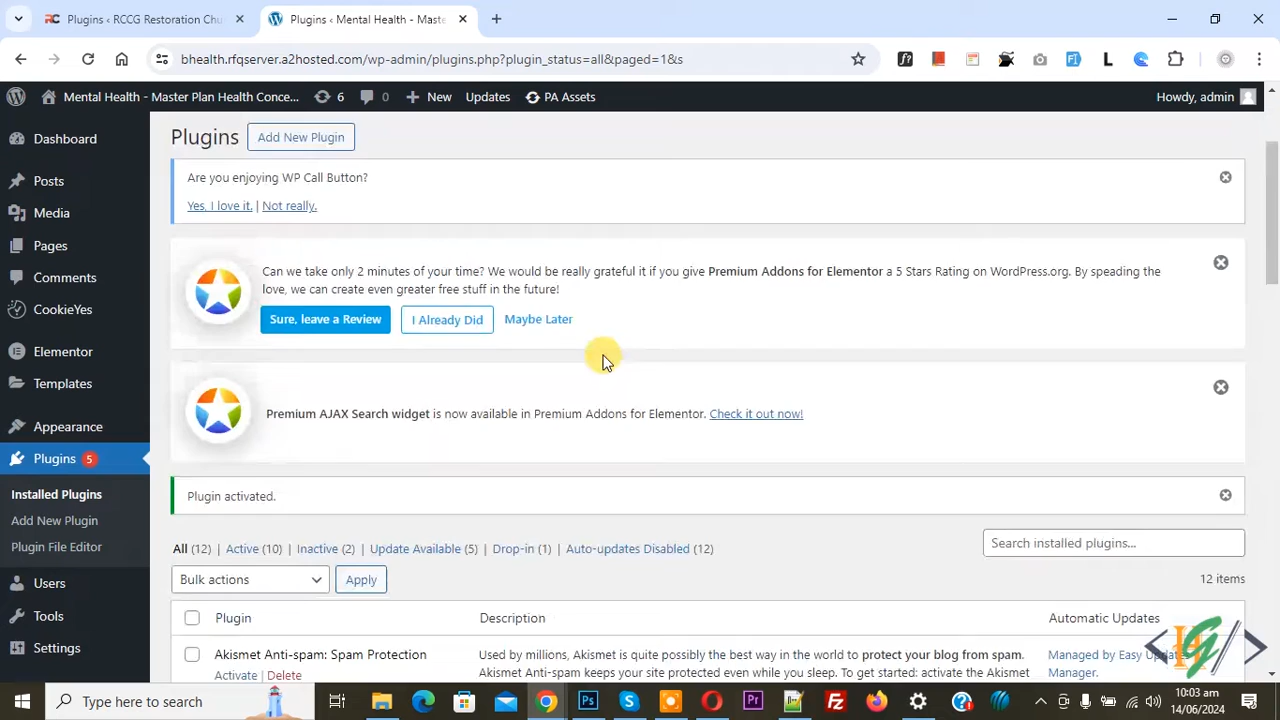 Plugins ‹ RCCG Restoration Chu
Plugins ‹ Mental Health - Maste
bhealth.rfqservice.a2hosted.com/wp-admin/plugins.php?plugin_status=all&paged=1&s
Mental Health - Master Plan Health Conce... 6 0 New Updates PA Assets Howdy, admin
Dashboard
Posts
Media
Pages
Comments
CookieYes
Elementor
Templates
Appearance
Plugins 5
Installed Plugins
Add New Plugin
Plugin File Editor
Users
Tools
Settings
Plugins Add New Plugin
Are you enjoying WP Call Button?
Yes, I love it. | Not really.
Can we take only 2 minutes of your time? We would be really grateful it if you give Premium Addons for Elementor a 5 Stars Rating on WordPress.org. By speading the
love, we can create even greater free stuff in the future!
Sure, leave a Review I Already Did Maybe Later
Premium AJAX Search widget is now available in Premium Addons for Elementor. Check it out now!
Plugin activated.
All (12) | Active (10) | Inactive (2) | Update Available (5) | Drop-in (1) | Auto-updates Disabled (12)
Search installed plugins...
Bulk actions Apply 12 items
Plugin Description Automatic Updates
Akismet Anti-spam: Spam Protection Used by millions, Akismet is quite possibly the best way in the world to protect your blog from spam. Managed by Easy Updates
Activate | Delete Akismet Anti-spam keeps your site protected even while you sleep. To get started: activate the Akismet Manager.
Type here to search
10:03 am
14/06/2024